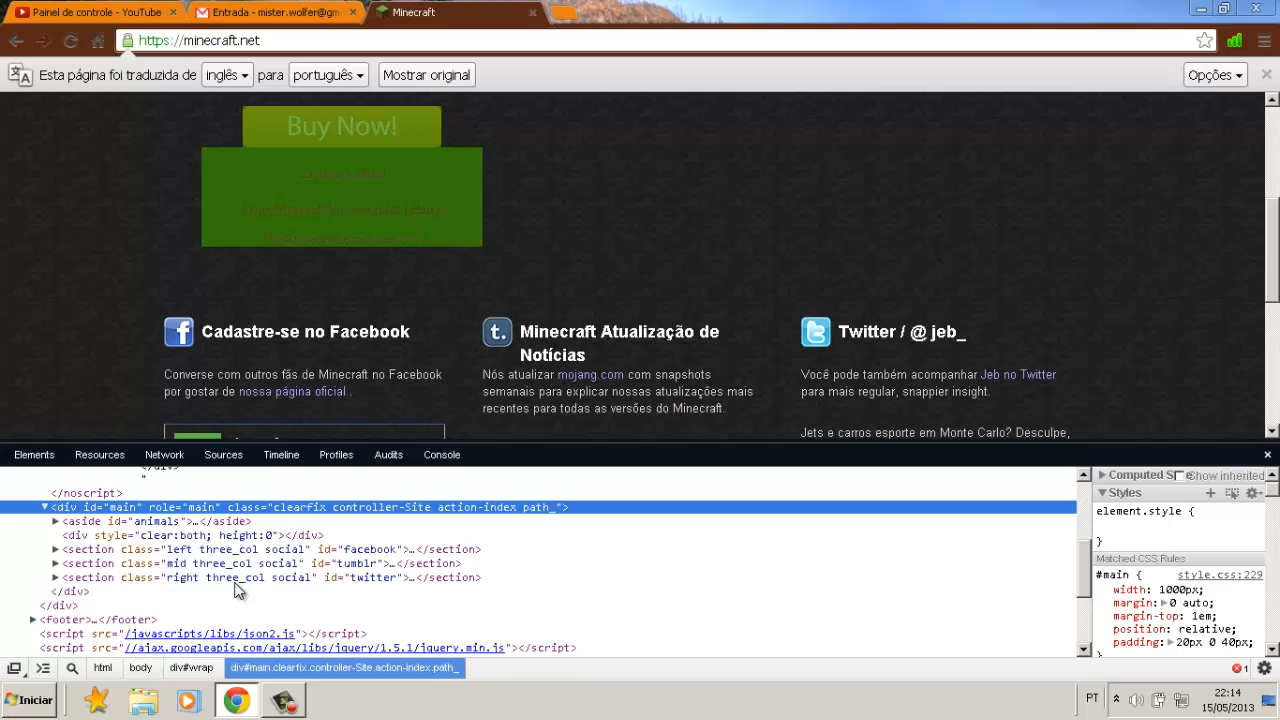 Painel de controle - YouTube
Entrada - mister.wolfer@gm
Minecraft
https://minecraft.net
Esta página foi traduzida de inglês para português Mostrar original Opções
Buy Now!
Cadastre-se no Facebook
Converse com outros fãs de Minecraft no Facebook
por gostar de nossa página oficial .
Minecraft Atualização de
Notícias
Nós atualizar mojang.com com snapshots
semanais para explicar nossas atualizações mais
recentes para todas as versões do Minecraft.
Twitter / @ jeb_
Você pode também acompanhar Jeb no Twitter
para mais regular, snappier insight.
Jets e carros esporte em Monte Carlo? Desculpe,
Elements Resources Network Sources Timeline Profiles Audits Console
"
</noscript>
<div id="main" role="main" class="clearfix controller-Site action-index path_">
<aside id="animals">…</aside>
<div style="clear:both; height:0"></div>
<section class="left three_col social" id="facebook">…</section>
<section class="mid three_col social" id="tumblr">…</section>
<section class="right three_col social" id="twitter">…</section>
</div>
</div>
<footer>…</footer>
<script src="/javascripts/libs/json2.js"></script>
<script src="//ajax.googleapis.com/ajax/libs/jquery/1.5.1/jquery.min.js"></script>
Show inherited
Styles
element.style {
}
Matched CSS Rules
#main { style.css:229
width: 1000px;
margin: 0 auto;
margin-top: 1em;
position: relative;
padding: 20px 0 40px;
html body div#wrap div#main.clearfix.controller-Site.action-index.path_ 1
Iniciar
PT
22:14
15/05/2013